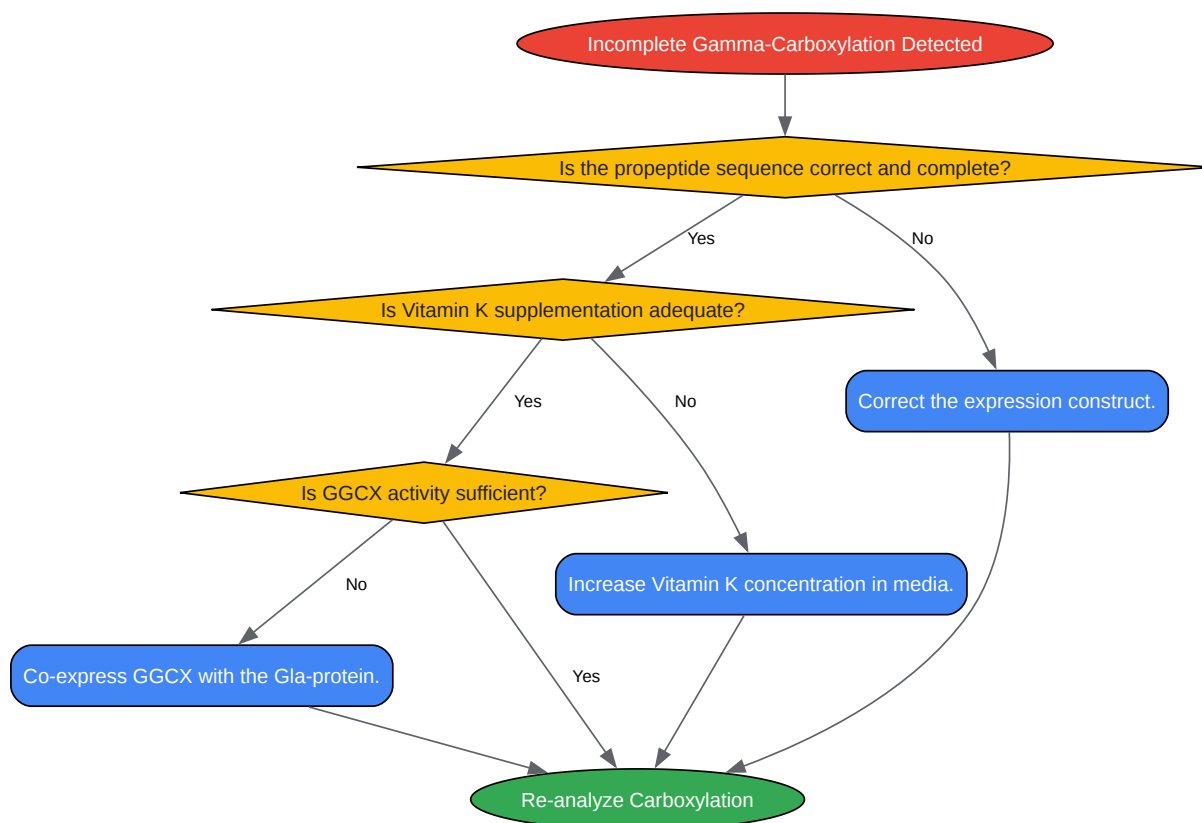 Incomplete Gamma-Carboxylation Detected
Is the propeptide sequence correct and complete?
Yes
No
Is Vitamin K supplementation adequate?
Yes
No
Correct the expression construct.
Is GGCX activity sufficient?
No
Increase Vitamin K concentration in media.
Co-express GGCX with the Gla-protein.
Yes
Re-analyze Carboxylation